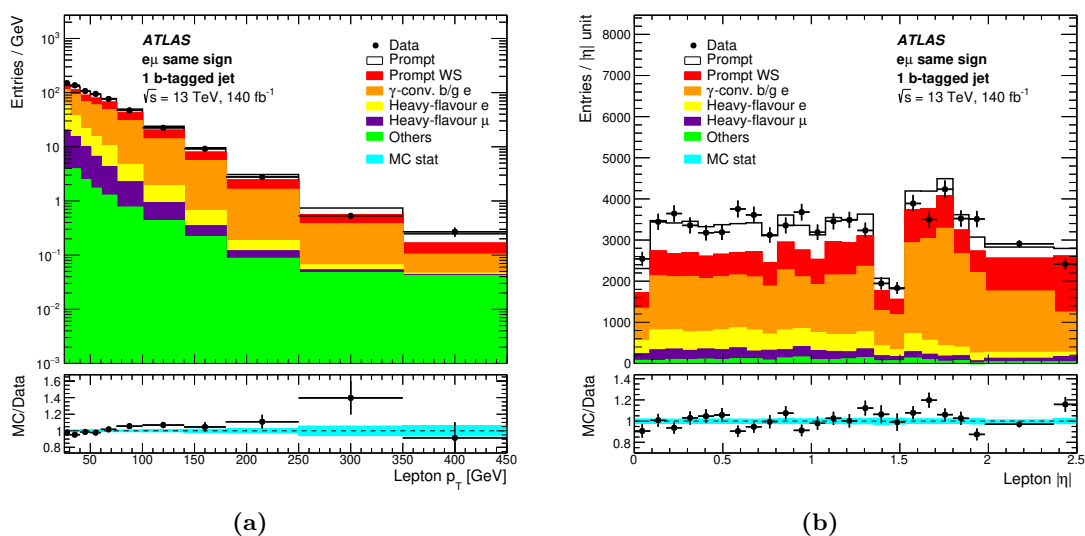 Entries / GeV
10³
10²
10
1
10⁻¹
10⁻²
10⁻³
ATLAS
eμ same sign
1 b-tagged jet
√s = 13 TeV, 140 fb⁻¹
Data
Prompt
Prompt WS
γ-conv. b/g e
Heavy-flavour e
Heavy-flavour μ
Others
MC stat
MC/Data
1.6
1.4
1.2
1.0
0.8
50 100 150 200 250 300 350 400 450
Lepton p_T [GeV]
(a)
Entries / |η| unit
8000
7000
6000
5000
4000
3000
2000
1000
0
ATLAS
eμ same sign
1 b-tagged jet
√s = 13 TeV, 140 fb⁻¹
Data
Prompt
Prompt WS
γ-conv. b/g e
Heavy-flavour e
Heavy-flavour μ
Others
MC stat
MC/Data
1.4
1.2
1
0.8
0 0.5 1 1.5 2 2.5
Lepton |η|
(b)